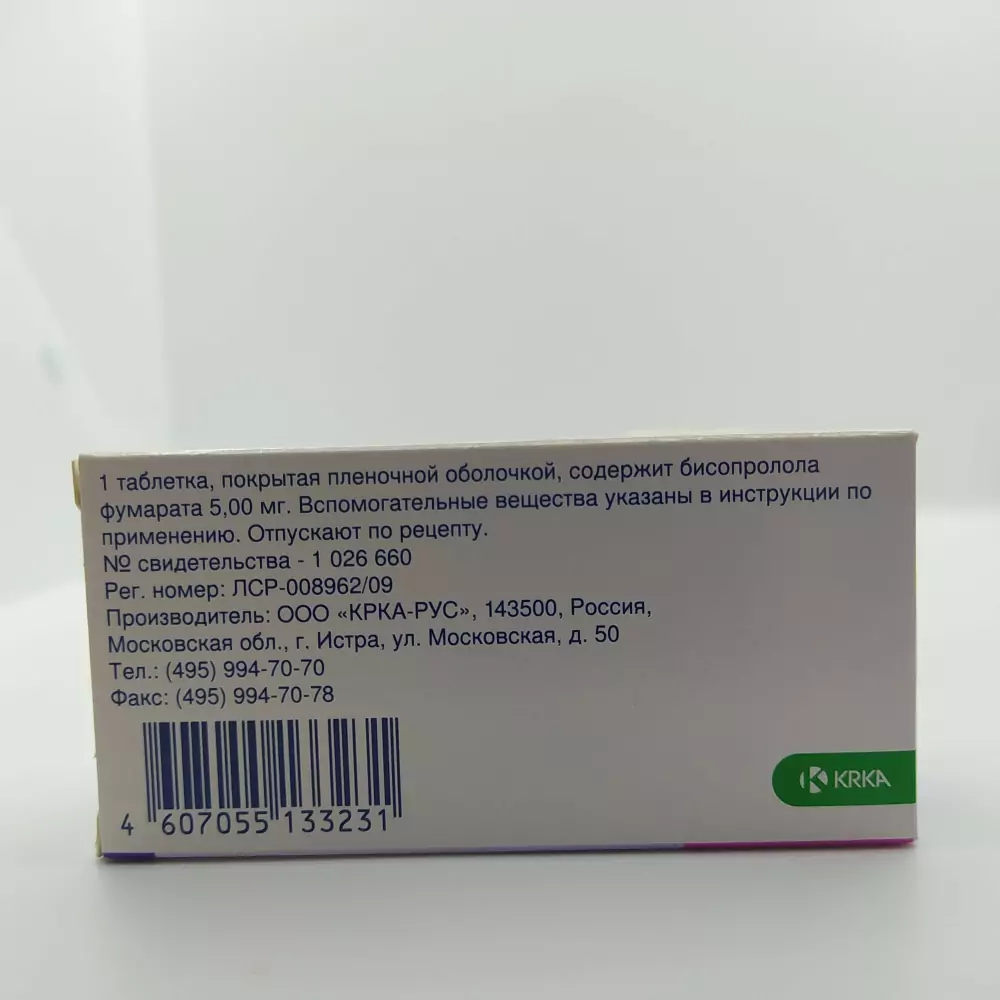 1 таблетка, покрытая пленочной оболочкой, содержит бисопролола
фумарата 5,00 мг. Вспомогательные вещества указаны в инструкции по
применению. Отпускают по рецепту.
№ свидетельства - 1 026 660
Рег. номер: ЛСР-008962/09
Производитель: ООО «КРКА-РУС», 143500, Россия,
Московская обл., г. Истра, ул. Московская, д. 50
Тел.: (495) 994-70-70
Факс: (495) 994-70-78
KRKA
4 607055 133231